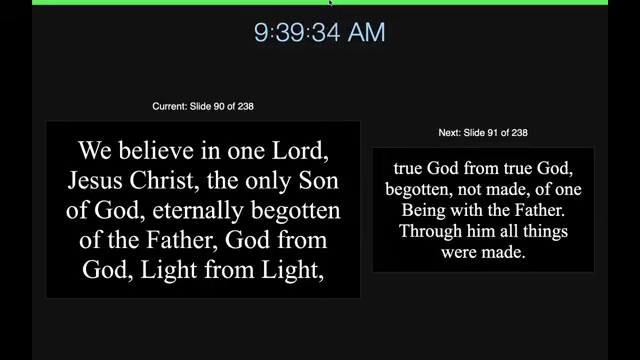 9:39:34 AM
Current: Slide 90 of 238
We believe in one Lord,
Jesus Christ, the only Son
of God, eternally begotten
of the Father, God from
God, Light from Light,
Next: Slide 91 of 238
true God from true God,
begotten, not made, of one
Being with the Father.
Through him all things
were made.